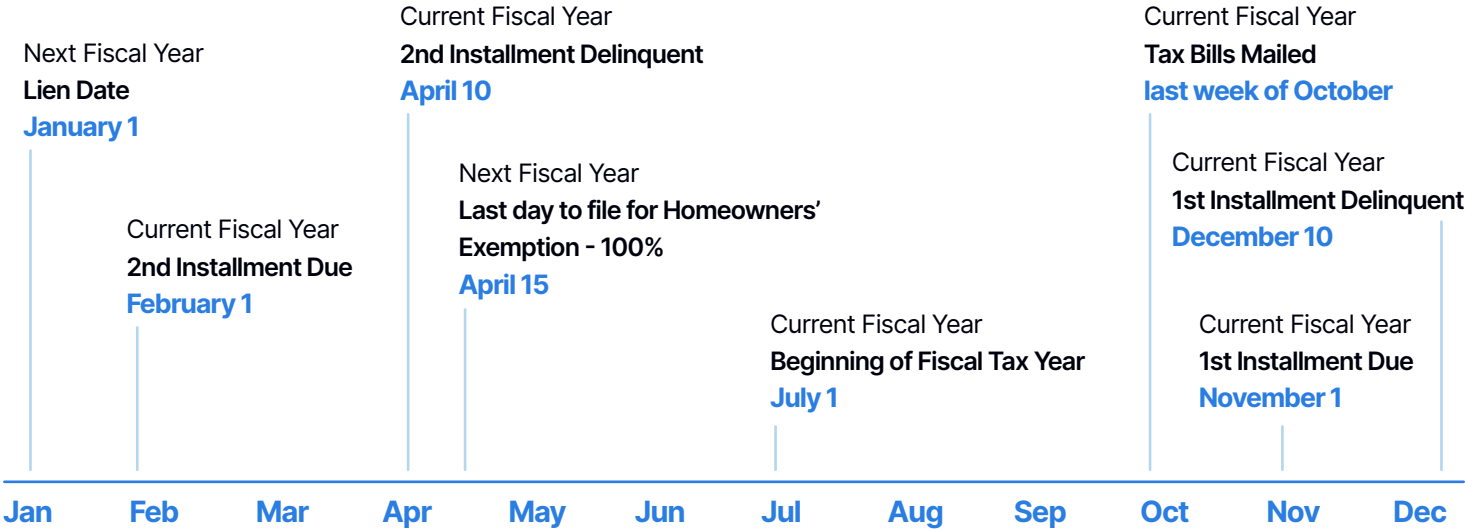 Next Fiscal Year
Lien Date
January 1
Current Fiscal Year
2nd Installment Due
February 1
Current Fiscal Year
2nd Installment Delinquent
April 10
Next Fiscal Year
Last day to file for Homeowners’
Exemption - 100%
April 15
Current Fiscal Year
Beginning of Fiscal Tax Year
July 1
Current Fiscal Year
Tax Bills Mailed
last week of October
Current Fiscal Year
1st Installment Delinquent
December 10
Current Fiscal Year
1st Installment Due
November 1
Jan Feb Mar Apr May Jun Jul Aug Sep Oct Nov Dec